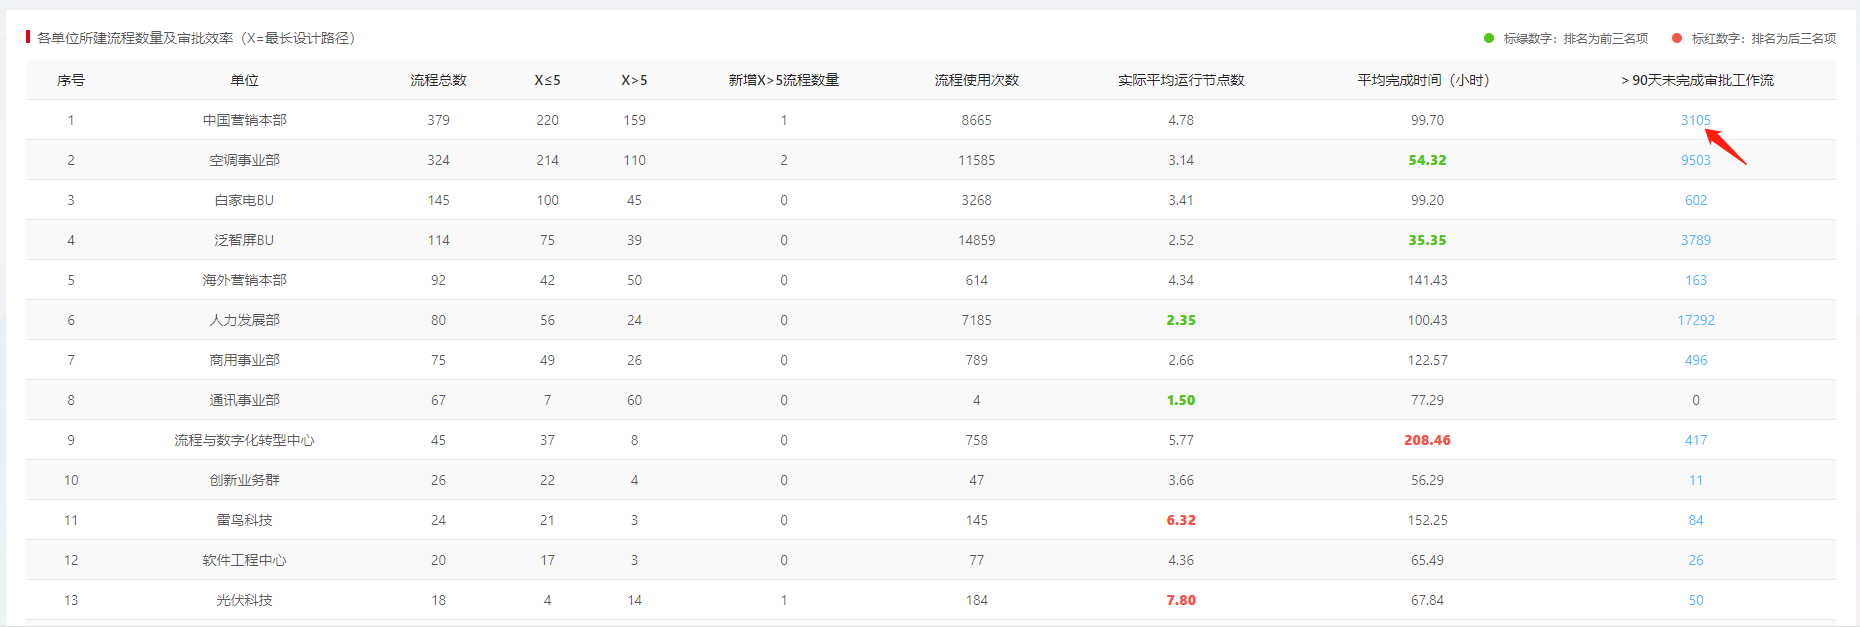 各单位所建流程数量及审批效率（X=最长设计路径） 标绿数字：排名为前三名项 标红数字：排名为后三名项
序号 单位 流程总数 X≤5 X>5 新增X>5流程数量 流程使用次数 实际平均运行节点数 平均完成时间（小时） > 90天未完成审批工作流
1 中国营销本部 379 220 159 1 8665 4.78 99.70 3105
2 空调事业部 324 214 110 2 11585 3.14 54.32 9503
3 白家电BU 145 100 45 0 3268 3.41 99.20 602
4 泛智屏BU 114 75 39 0 14859 2.52 35.35 3789
5 海外营销本部 92 42 50 0 614 4.34 141.43 163
6 人力发展部 80 56 24 0 7185 2.35 100.43 17292
7 商用事业部 75 49 26 0 789 2.66 122.57 496
8 通讯事业部 67 7 60 0 4 1.50 77.29 0
9 流程与数字化转型中心 45 37 8 0 758 5.77 208.46 417
10 创新业务群 26 22 4 0 47 3.66 56.29 11
11 雷鸟科技 24 21 3 0 145 6.32 152.25 84
12 软件工程中心 20 17 3 0 77 4.36 65.49 26
13 光伏科技 18 4 14 1 184 7.80 67.84 50